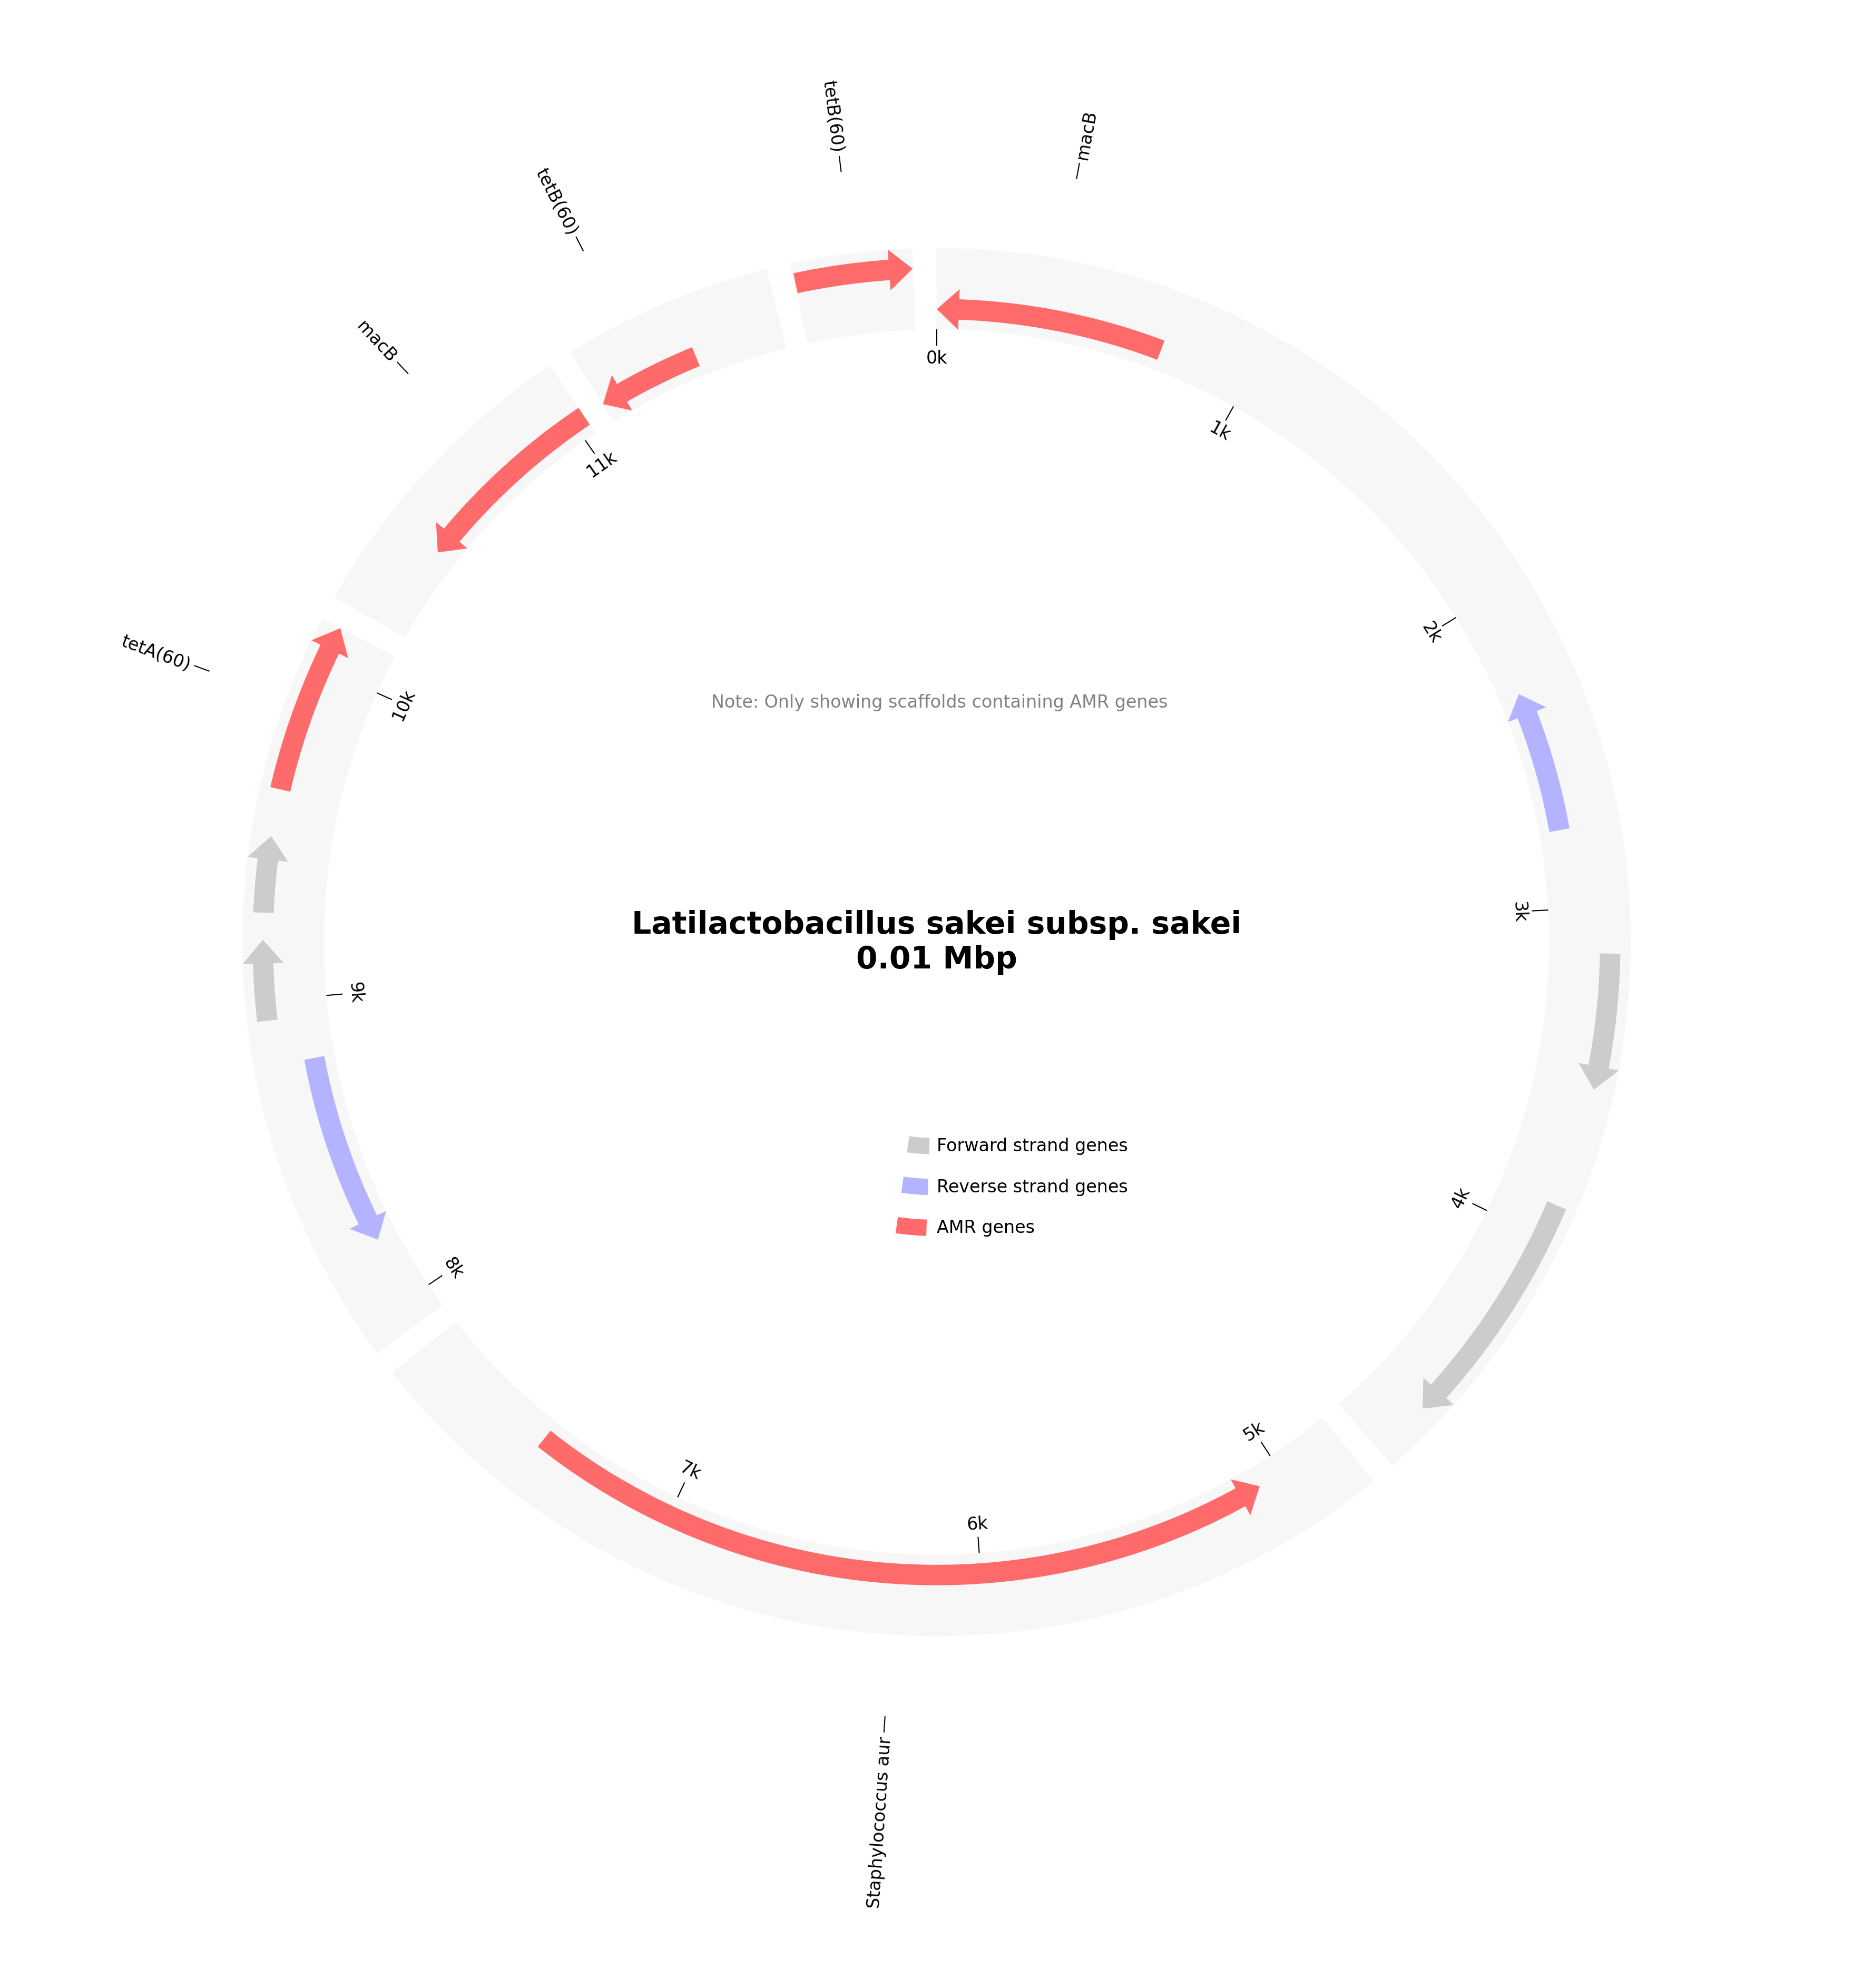 tetB(60)
macB
tetB(60)
macB
tetA(60)
0k
1k
2k
3k
4k
5k
6k
7k
8k
9k
10k
11k
Note: Only showing scaffolds containing AMR genes
Latilactobacillus sakei subsp. sakei
0.01 Mbp
Forward strand genes
Reverse strand genes
AMR genes
Staphylococcus aur